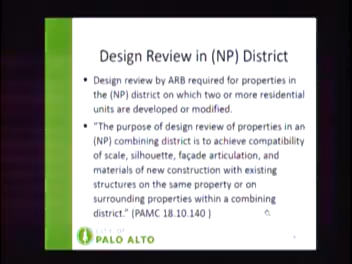 Design Review in (NP) District
• Design review by ARB required for properties in
the (NP) district on which two or more residential
units are developed or modified.
• "The purpose of design review of properties in an
(NP) combining district is to achieve compatibility
of scale, silhouette, façade articulation, and
materials of new construction with existing
structures on the same property or on
surrounding properties within a combining
district." (PAMC 18.10.140 )
CITY OF
PALO ALTO